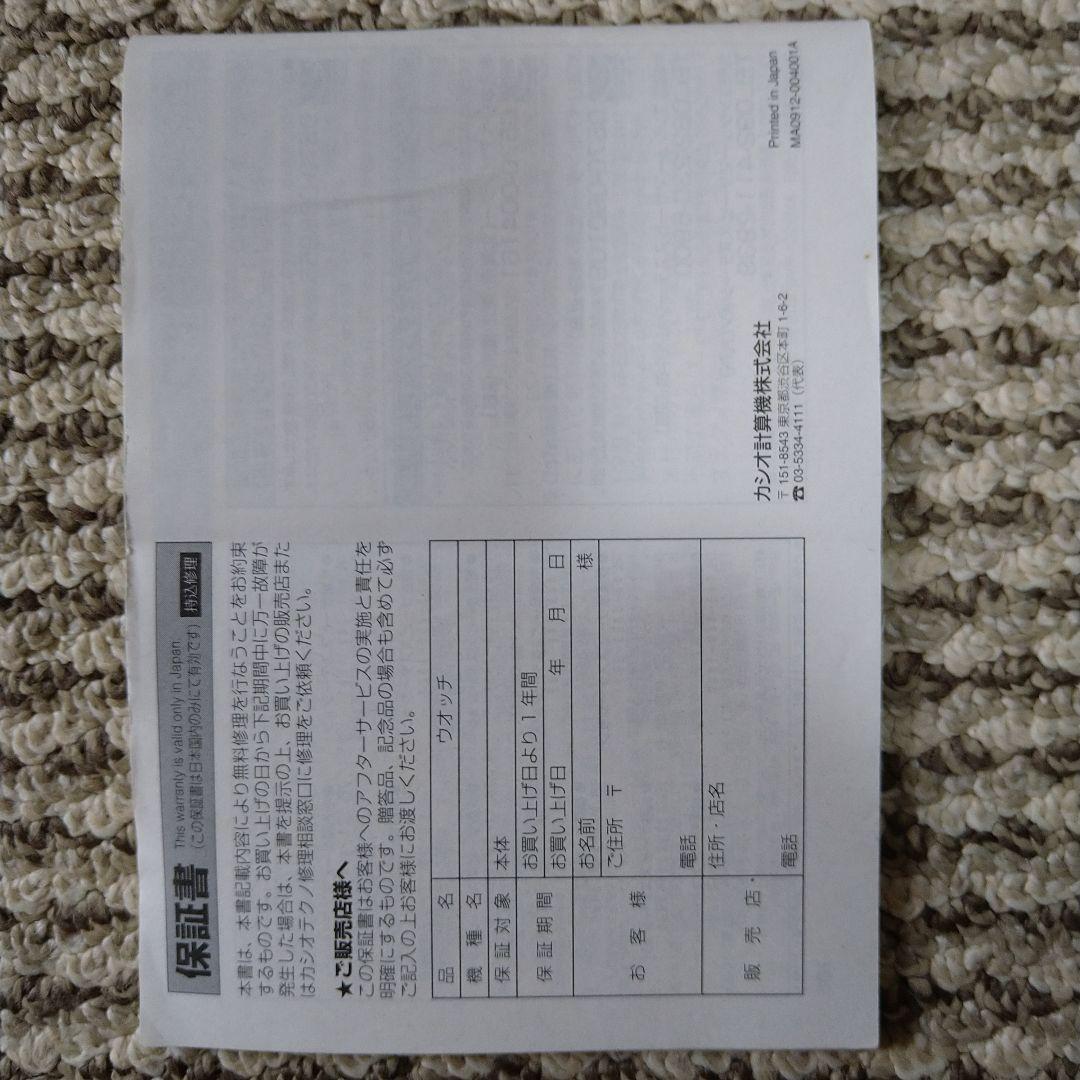 保証書
This warranty is valid only in Japan.
(この保証書は日本国内のみにて有効です)
持込修理
本書は、本書記載内容により無料修理を行なうことをお約束
するものです。お買い上げの日から下記期間中に万一故障が
発生した場合は、本書を提示の上、お買い上げの販売店また
はカシオテクノ修理相談窓口に修理をご依頼ください。
★ご販売店様へ
この保証書はお客様へのアフターサービスの実施と責任を
明確にするものです。贈答品、記念品の場合も含めて必ず
ご記入の上お客様にお渡しください。
品名 ウオッチ
機種名
保証対象 本体
保証期間 お買い上げ日より1年間
お買い上げ日 年 月 日
お客様 お名前 様
ご住所 〒
電話
販売店 住所・店名
電話
カシオ計算機株式会社
〒151-8543 東京都渋谷区本町 1-6-2
☎ 03-5334-4111 (代表)
Printed in Japan
MA0912-004001A